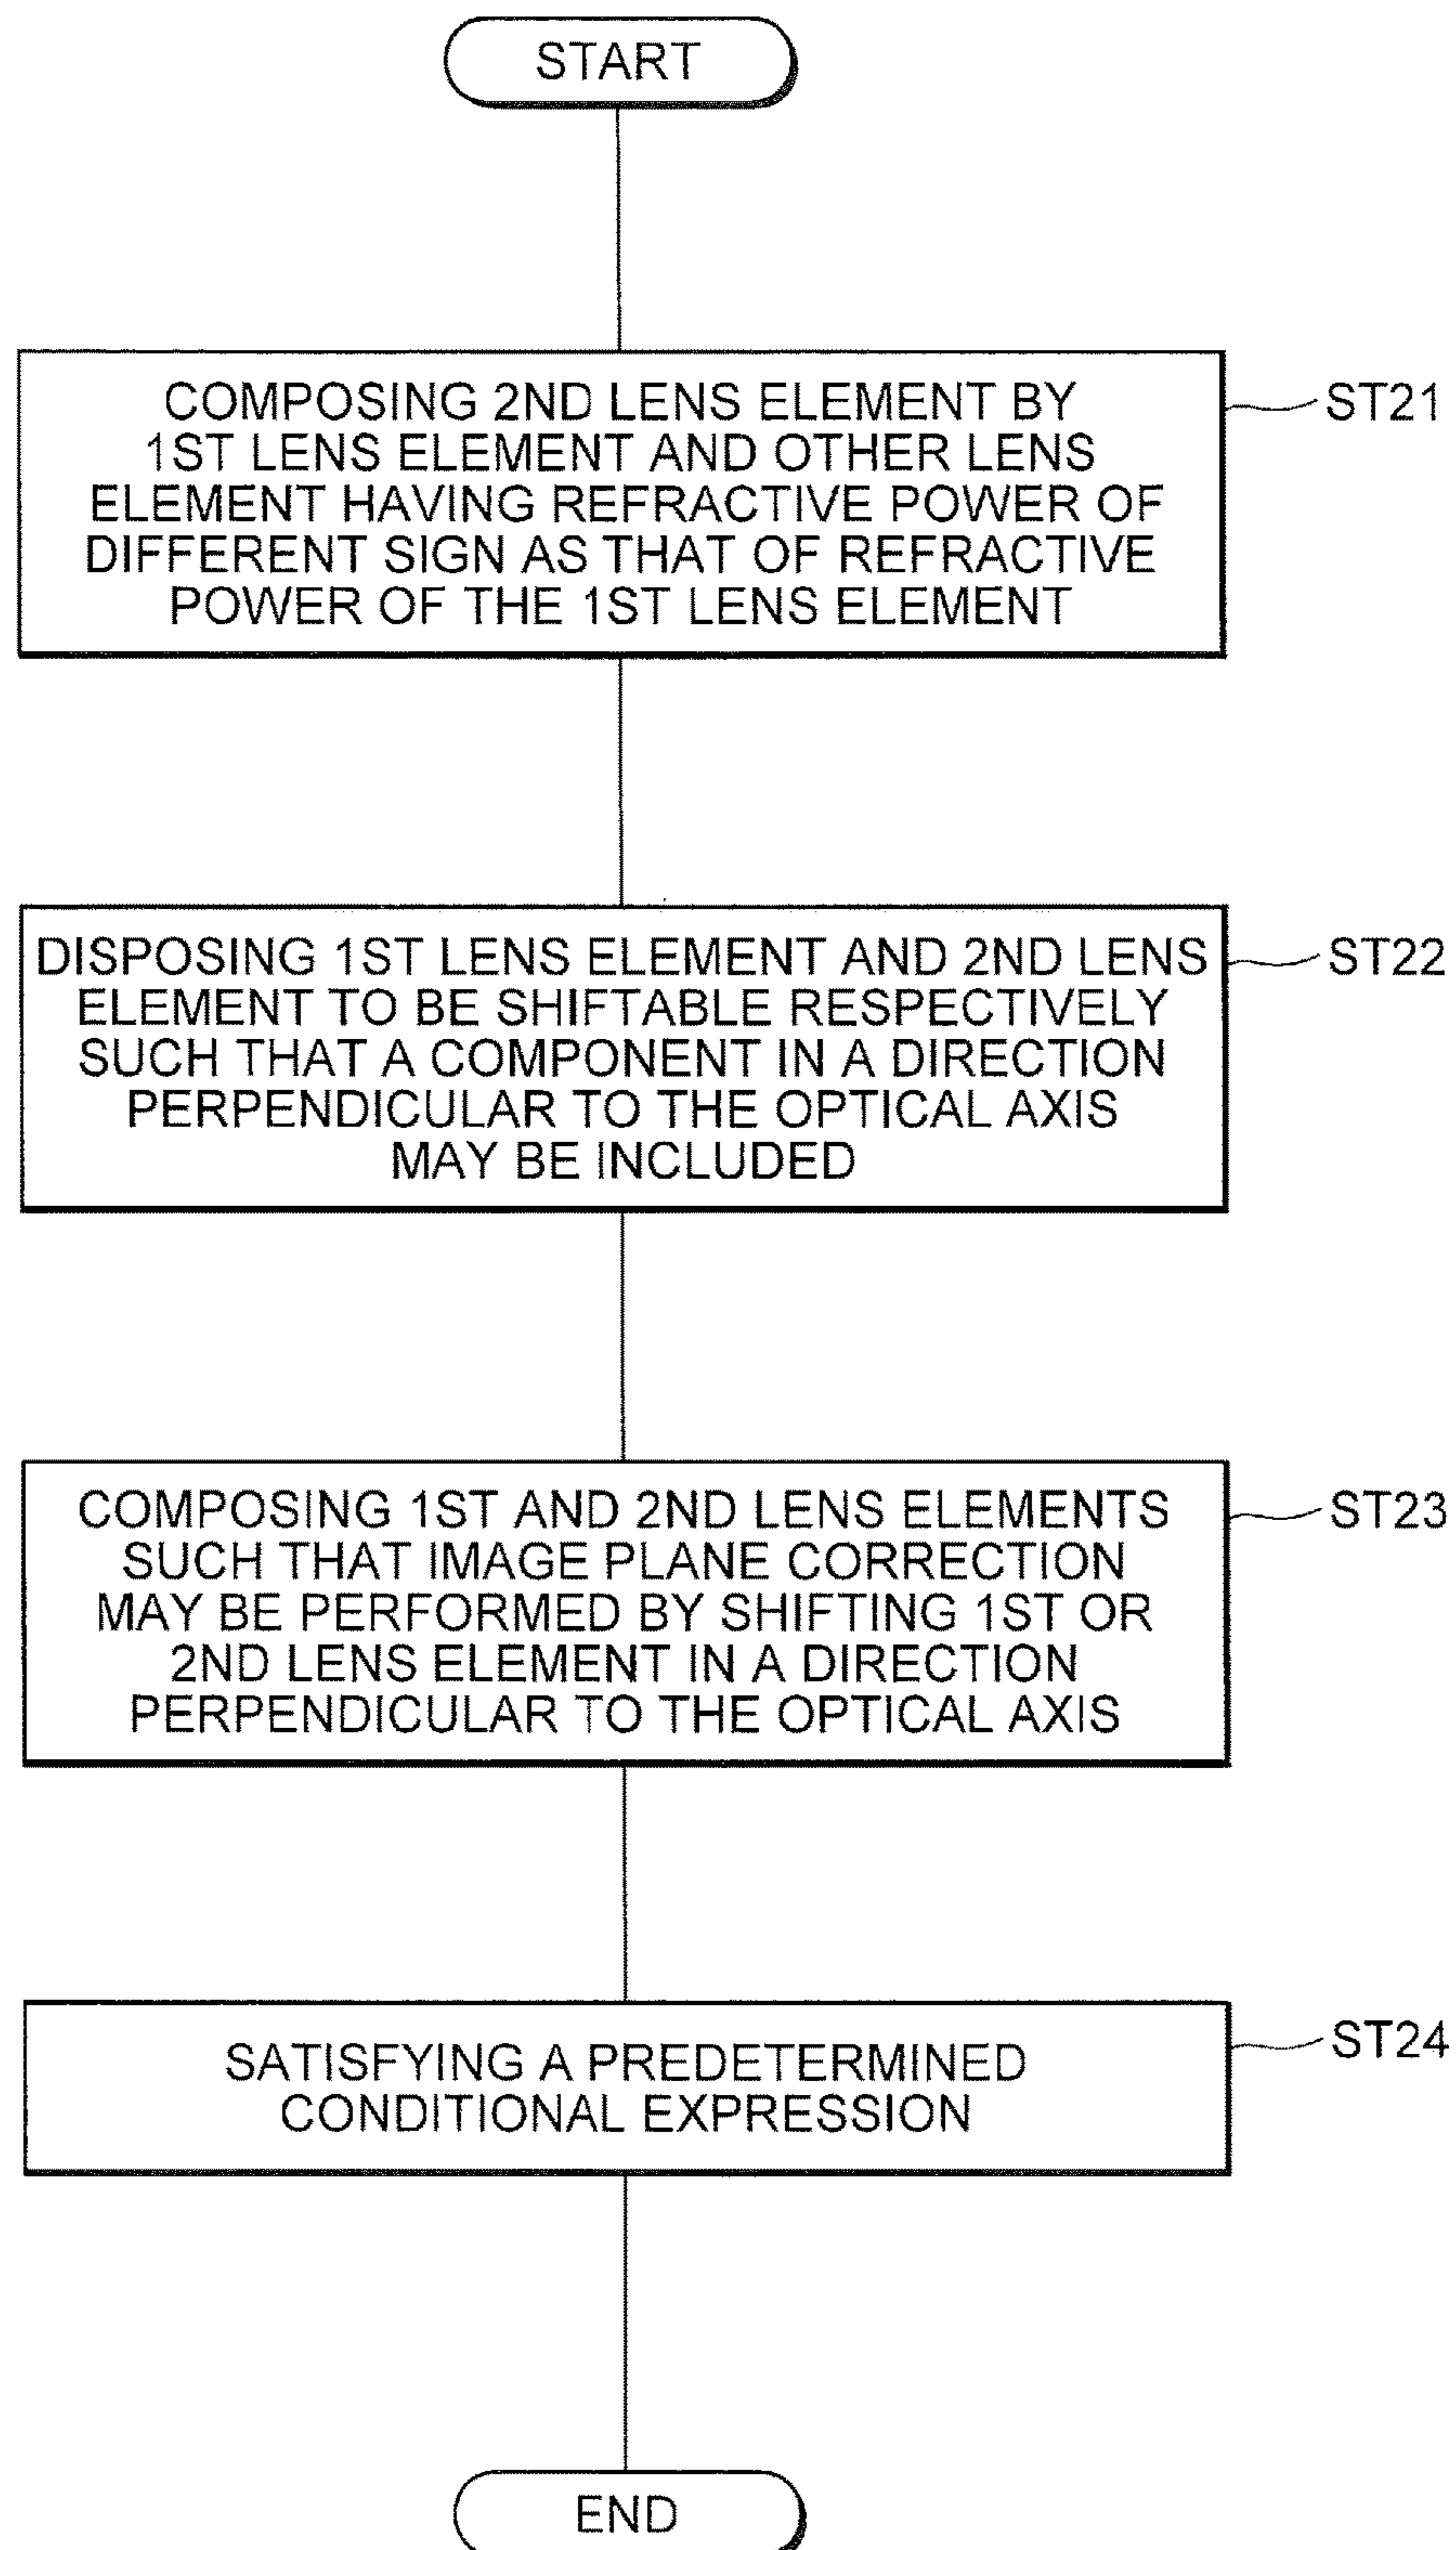 START
COMPOSING 2ND LENS ELEMENT BY
1ST LENS ELEMENT AND OTHER LENS
ELEMENT HAVING REFRACTIVE POWER OF
DIFFERENT SIGN AS THAT OF REFRACTIVE
POWER OF THE 1ST LENS ELEMENT
ST21
DISPOSING 1ST LENS ELEMENT AND 2ND LENS
ELEMENT TO BE SHIFTABLE RESPECTIVELY
SUCH THAT A COMPONENT IN A DIRECTION
PERPENDICULAR TO THE OPTICAL AXIS
MAY BE INCLUDED
ST22
COMPOSING 1ST AND 2ND LENS ELEMENTS
SUCH THAT IMAGE PLANE CORRECTION
MAY BE PERFORMED BY SHIFTING 1ST OR
2ND LENS ELEMENT IN A DIRECTION
PERPENDICULAR TO THE OPTICAL AXIS
ST23
SATISFYING A PREDETERMINED
CONDITIONAL EXPRESSION
ST24
END